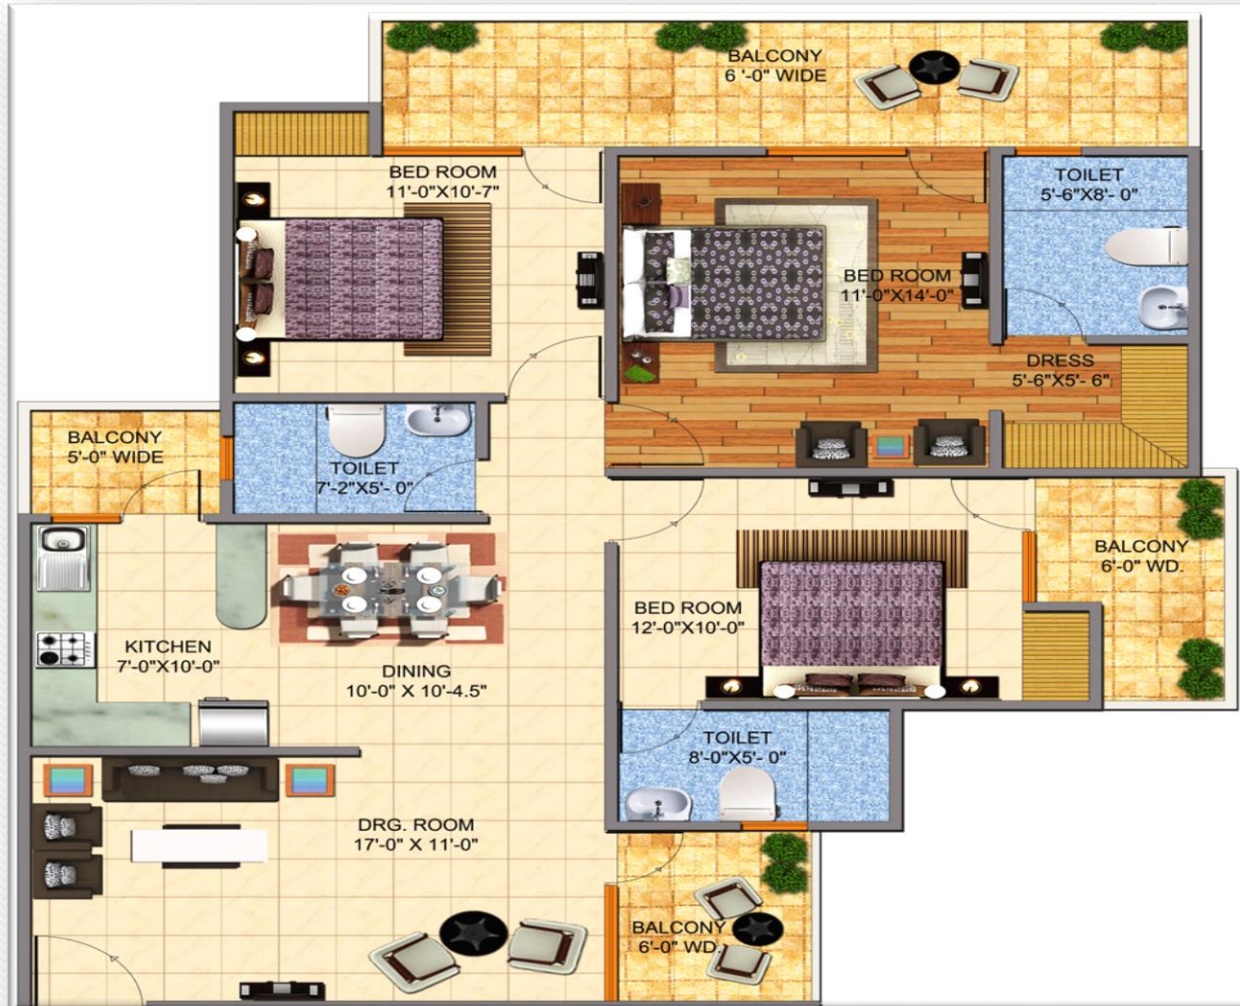 BALCONY
6 '-0" WIDE
BED ROOM
11'-0"X10'-7"
TOILET
5'-6"X8'- 0"
BED ROOM
11'-0"X14'-0"
DRESS
5'-6"X5'- 6"
BALCONY
5'-0" WIDE
TOILET
7'-2"X5'- 0"
BALCONY
6'-0" WD.
BED ROOM
12'-0"X10'-0"
KITCHEN
7'-0"X10'-0"
DINING
10'-0" X 10'-4.5"
TOILET
8'-0"X5'- 0"
DRG. ROOM
17'-0" X 11'-0"
BALCONY
6'-0" WD